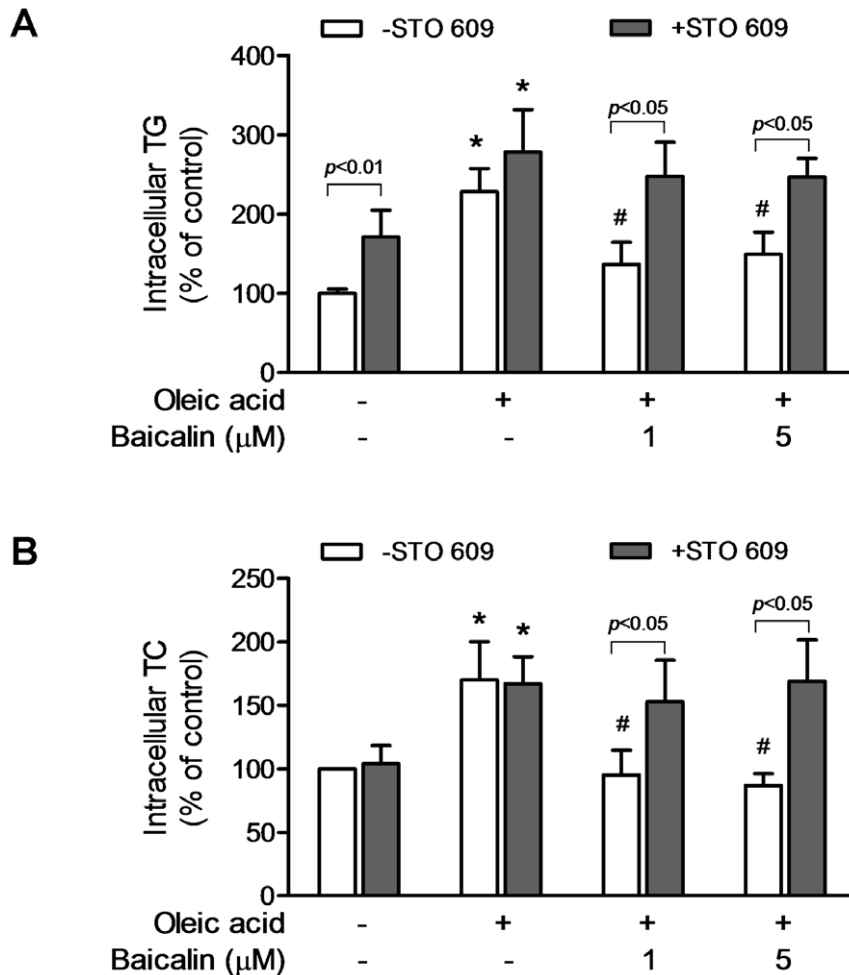 A
-STO 609 +STO 609
400
300
200
100
0
Intracellular TG
(% of control)
p<0.01
*
*
p<0.05
#
p<0.05
#
Oleic acid - + + +
Baicalin (μM) - - 1 5
B
-STO 609 +STO 609
250
200
150
100
50
0
Intracellular TC
(% of control)
*
*
p<0.05
#
p<0.05
#
Oleic acid - + + +
Baicalin (μM) - - 1 5